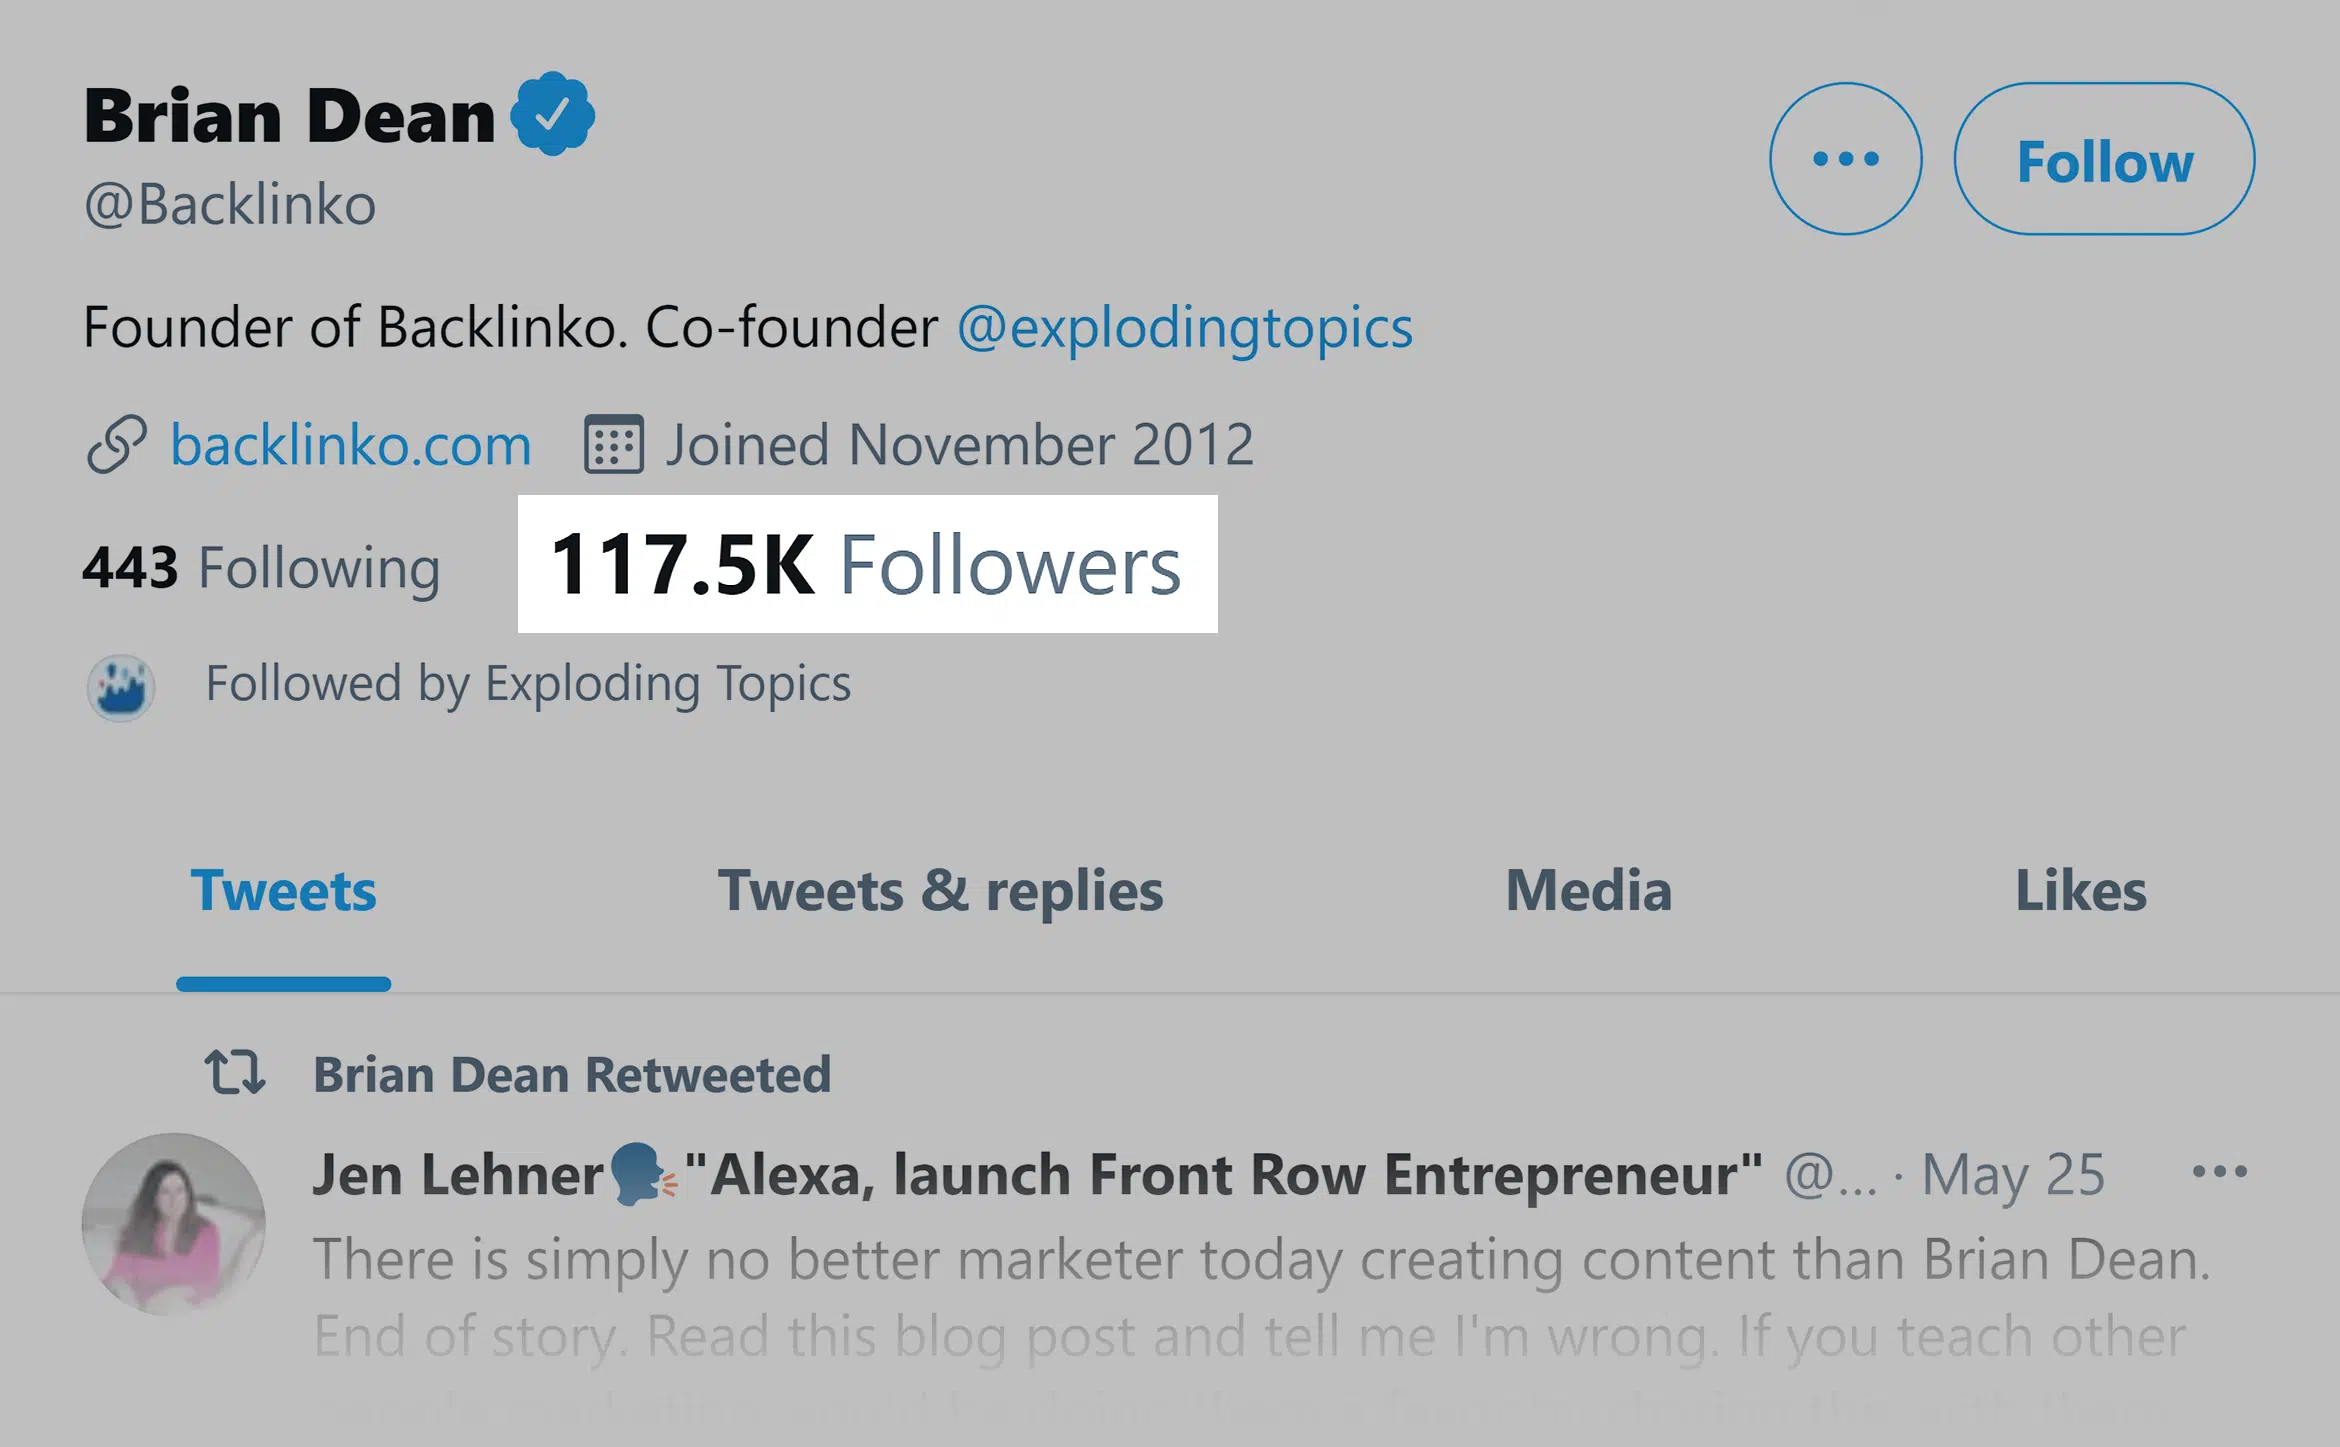 Brian Dean
@Backlinko
Follow
Founder of Backlinko. Co-founder @explodingtopics
backlinko.com Joined November 2012
443 Following 117.5K Followers
Followed by Exploding Topics
Tweets Tweets & replies Media Likes
Brian Dean Retweeted
Jen Lehner🗣️"Alexa, launch Front Row Entrepreneur" @... · May 25
There is simply no better marketer today creating content than Brian Dean.
End of story. Read this blog post and tell me I'm wrong. If you teach other